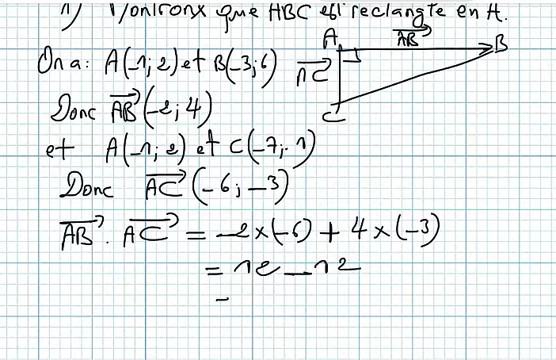 1) Montrons que ABC est rectangle en A.
On a: A(-1; 2) et B(-3; 6)
Donc AB(-2; 4)
et A(-1; 2) et C(-7; -1)
Donc AC(-6; -3)
AB . AC = -2×(-6) + 4×(-3)
= 12 - 12
=
A
AB
B
AC
C